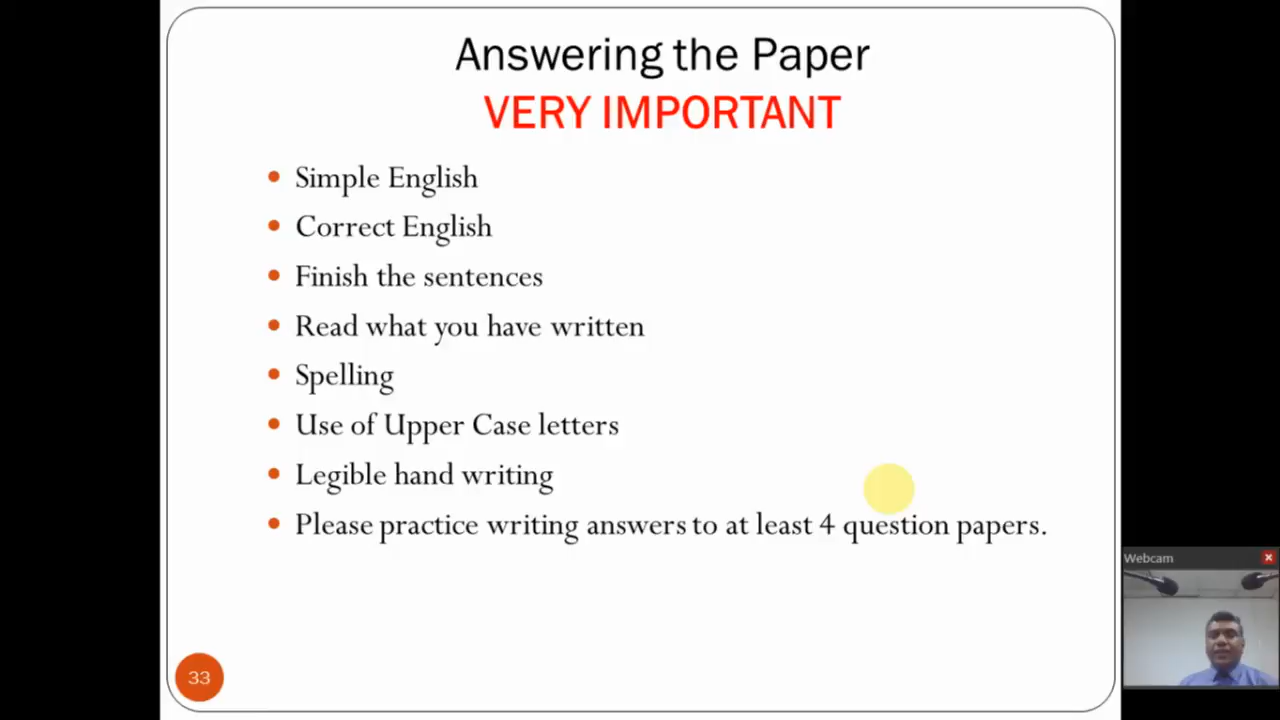 Answering the Paper
VERY IMPORTANT
Simple English
Correct English
Finish the sentences
Read what you have written
Spelling
Use of Upper Case letters
Legible hand writing
Please practice writing answers to at least 4 question papers.
Webcam
33